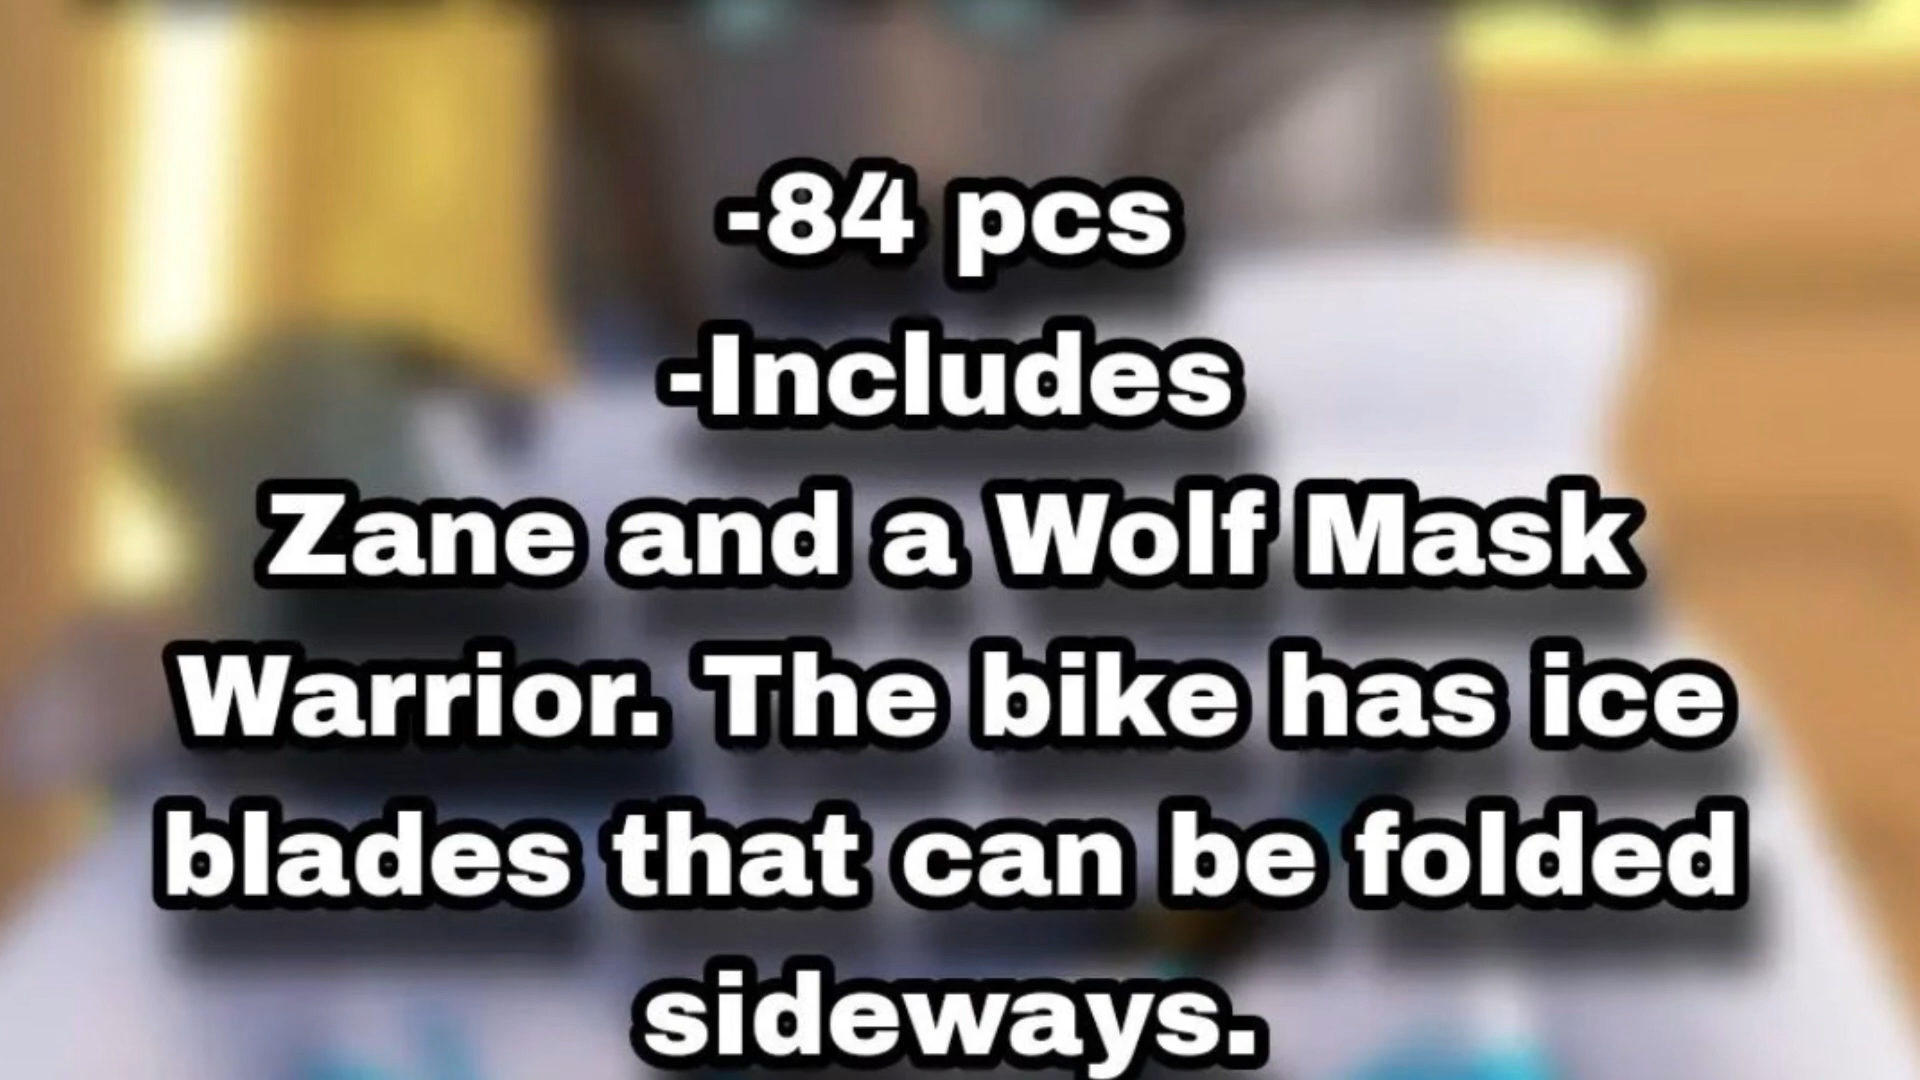 -84 pcs
-Includes
Zane and a Wolf Mask
Warrior. The bike has ice
blades that can be folded
sideways.